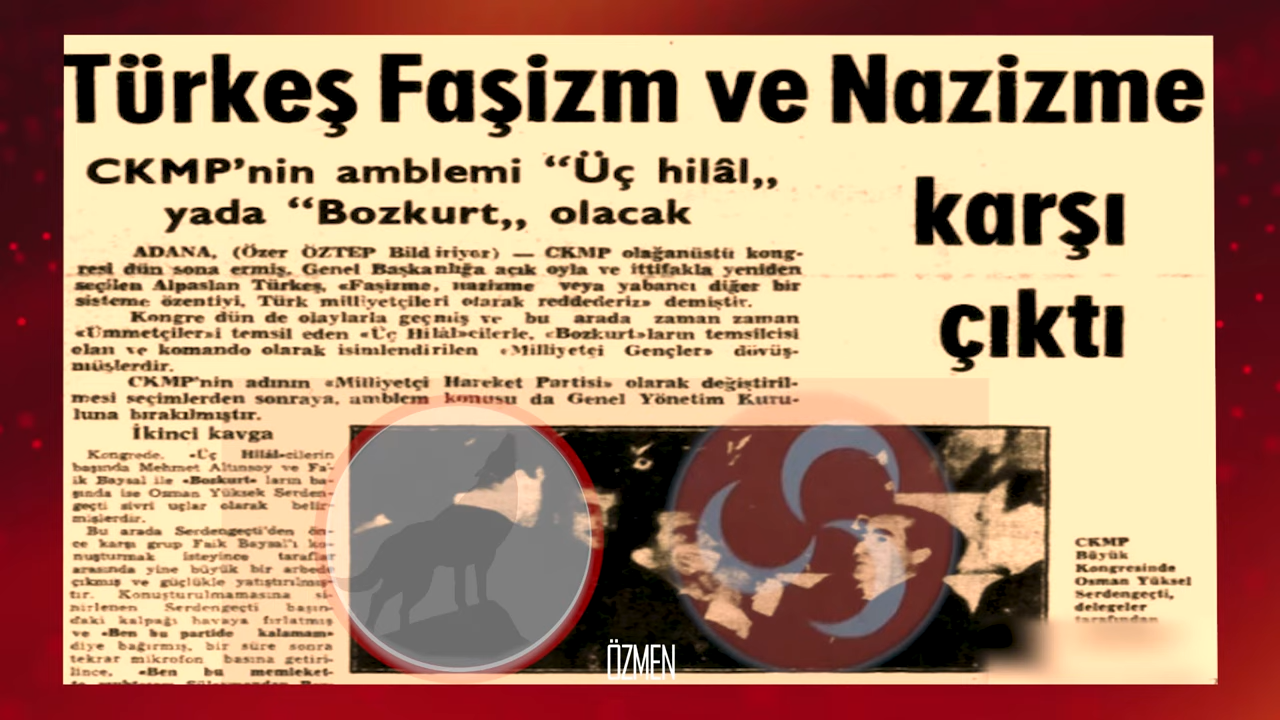 Türkeş Faşizm ve Nazizme
karşı
çıktı
CKMP'nin amblemi “Üç hilâl„
yada “Bozkurt„ olacak
ADANA, (Özer ÖZTEP Bildiriyor) — CKMP olağanüstü kong-
resi dün sona ermiş, Genel Başkanlığa açık oyla ve ittifakla yeniden
seçilen Alpaslan Türkeş, «Faşizme, nazizme veya yabancı diğer bir
sisteme özentiyi, Türk milliyetçileri olarak reddederiz» demiştir.
Kongre dün de olaylarla geçmiş ve bu arada zaman zaman
«Ümmetçiler»i temsil eden «Üç Hilâl»cilerle, «Bozkurt»ların temsilcisi
olan ve komando olarak isimlendirilen «Milliyetçi Gençler» dövüş-
müşlerdir.
CKMP'nin adının «Milliyetçi Hareket Partisi» olarak değiştiril-
mesi seçimlerden sonraya, amblem konusu da Genel Yönetim Kuru-
luna bırakılmıştır.
İkinci kavga
Kongrede, «Üç Hilâl»cilerin
başında Mehmet Altınsoy ve Fa-
ik Baysal ile «Bozkurt» ların ba-
şında ise Osman Yüksel Serden-
geçti sivri uçlar olarak belir-
mişlerdir.
Bu arada Serdengeçti'den ön-
ce karşı grup Faik Baysal'ı ko-
nuşturmak isteyince taraflar
arasında yine büyük bir arbede
çıkmış ve güçlükle yatıştırılmış-
tır. Konuşturulmamasına si-
nirlenen Serdengeçti başın-
daki kalpağı havaya fırlatmış
ve «Ben bu partide kalamam»
diye bağırmış, bir süre sonra
tekrar mikrofon başına getiri-
lince, «Ben bu memleket-
CKMP
Büyük
Kongresinde
Osman Yüksel
Serdengeçti,
delegeler
tarafından
ÖZMEN